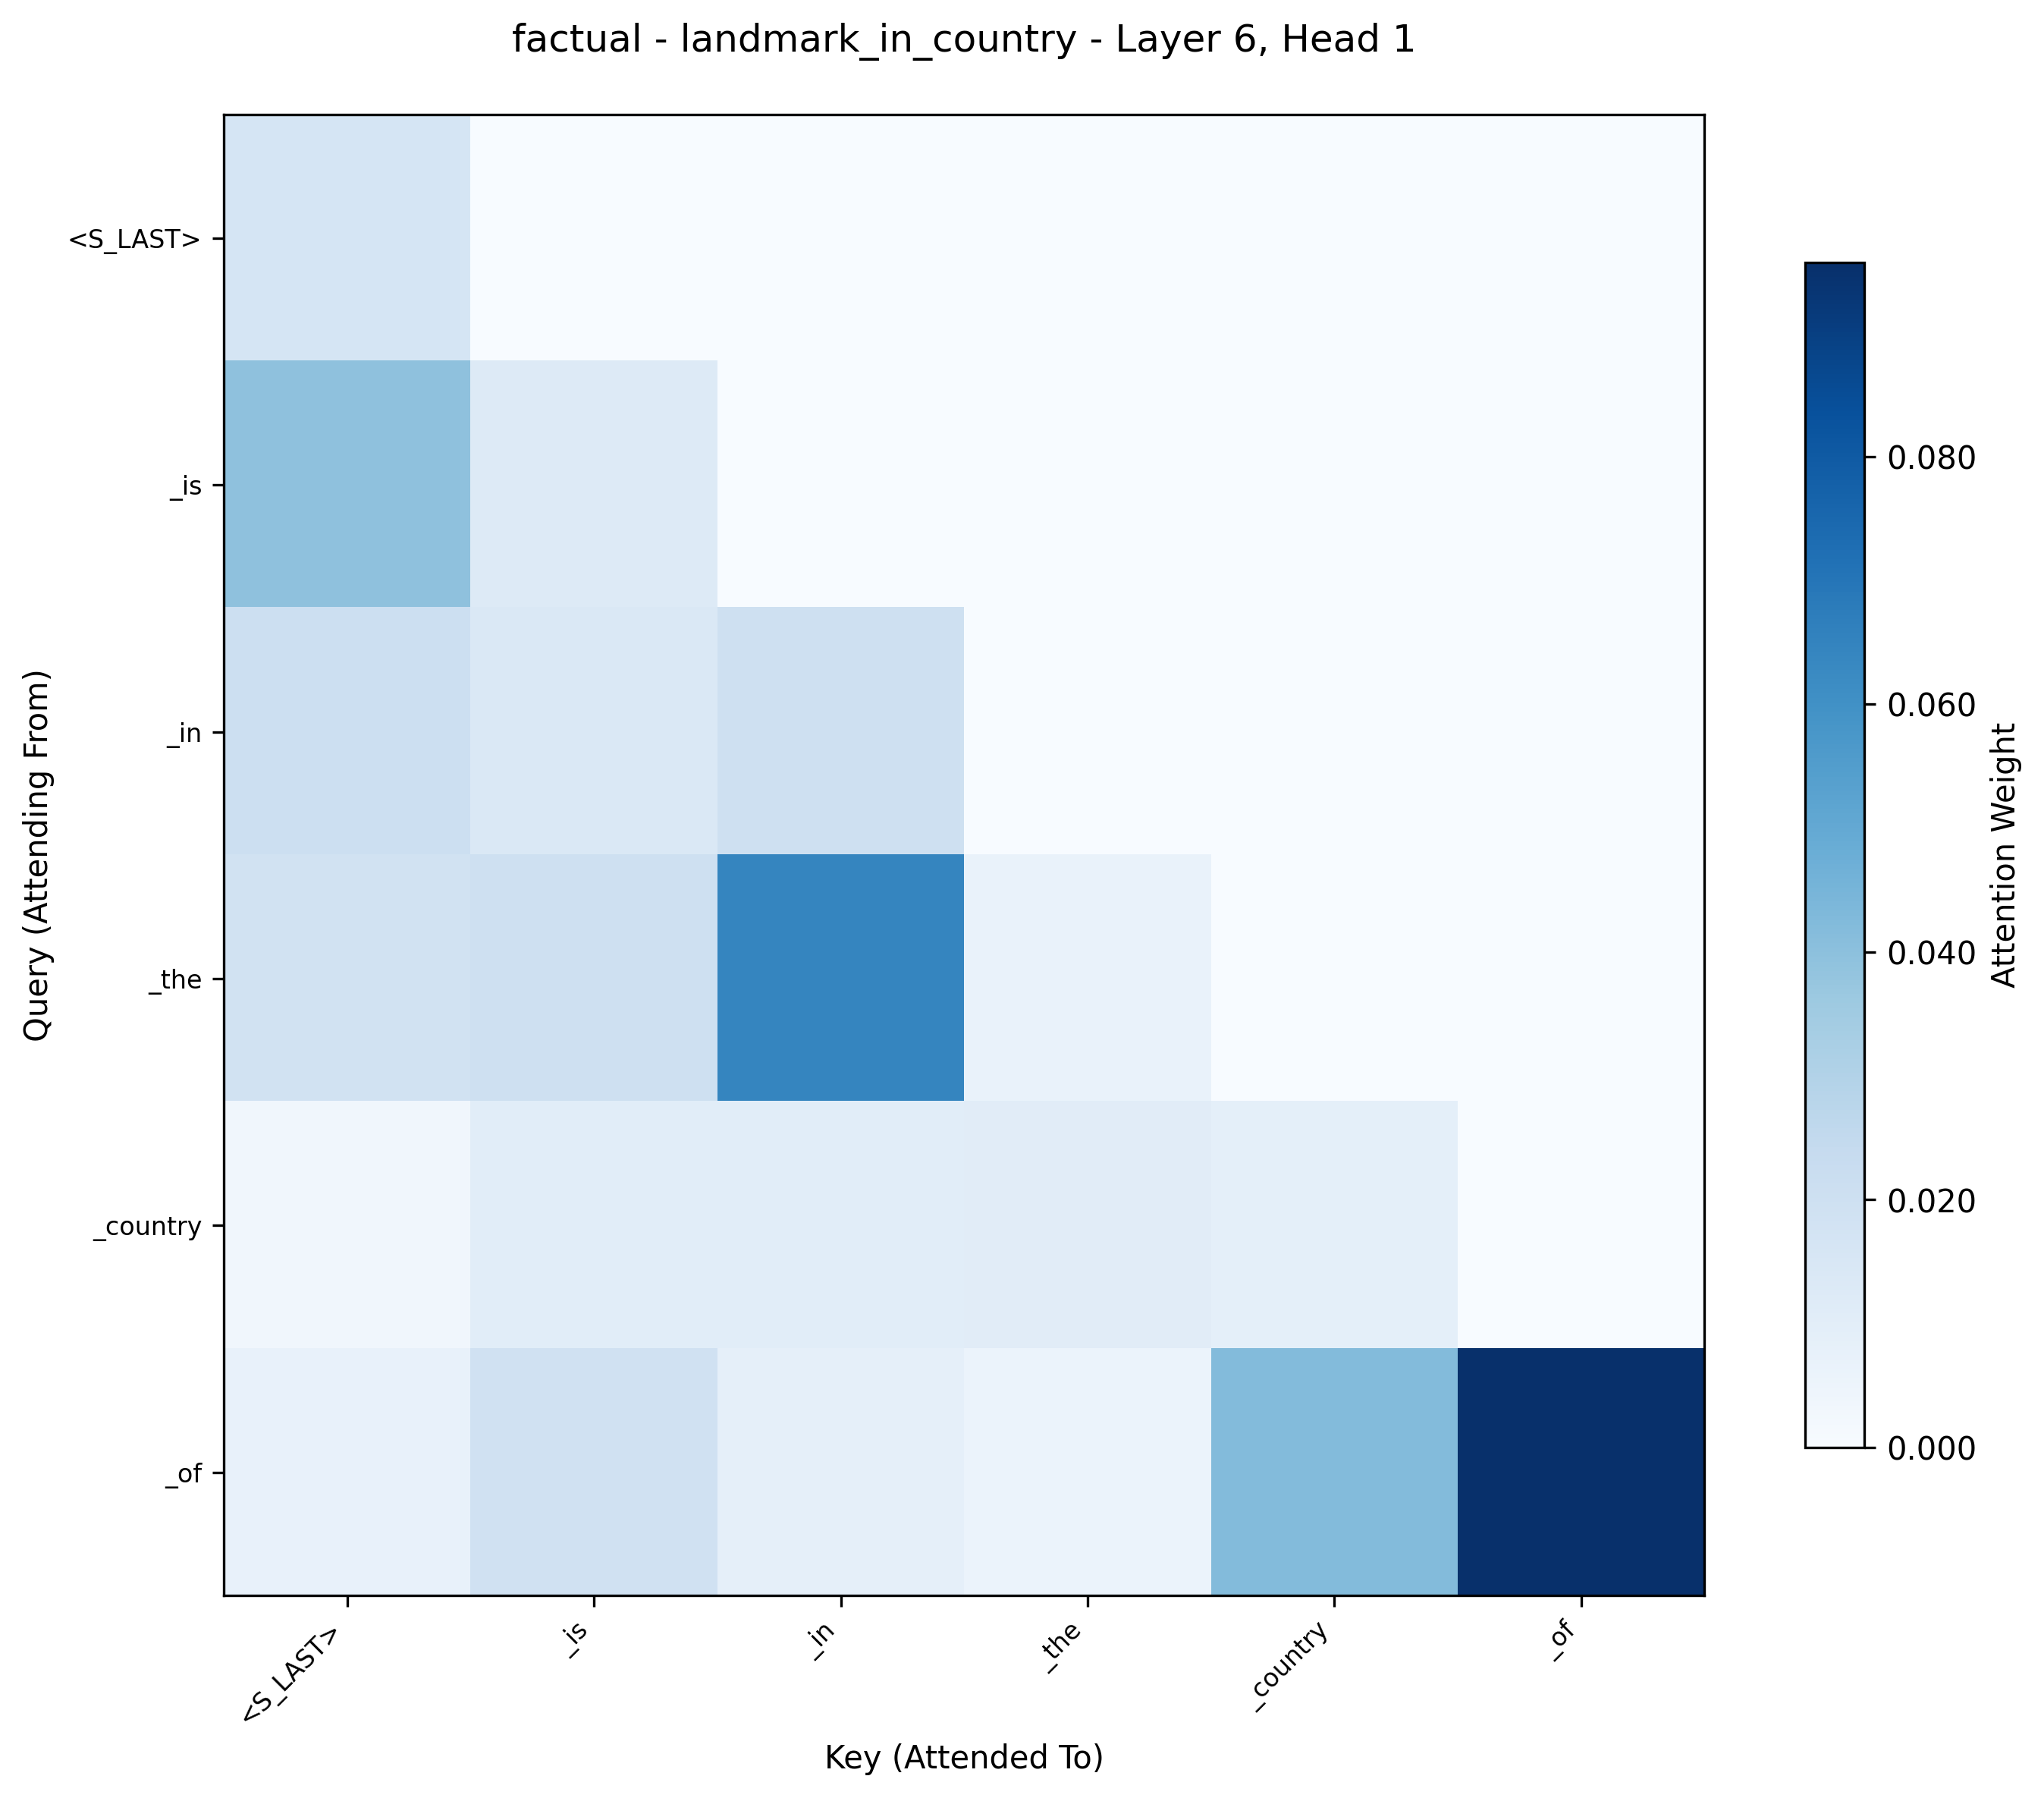 factual - landmark_in_country - Layer 6, Head 1
Query (Attending From)
<S_LAST>
_is
_in
_the
_country
_of
<S_LAST>
_is
_in
_the
_country
_of
Key (Attended To)
0.080
0.060
0.040
0.020
0.000
Attention Weight